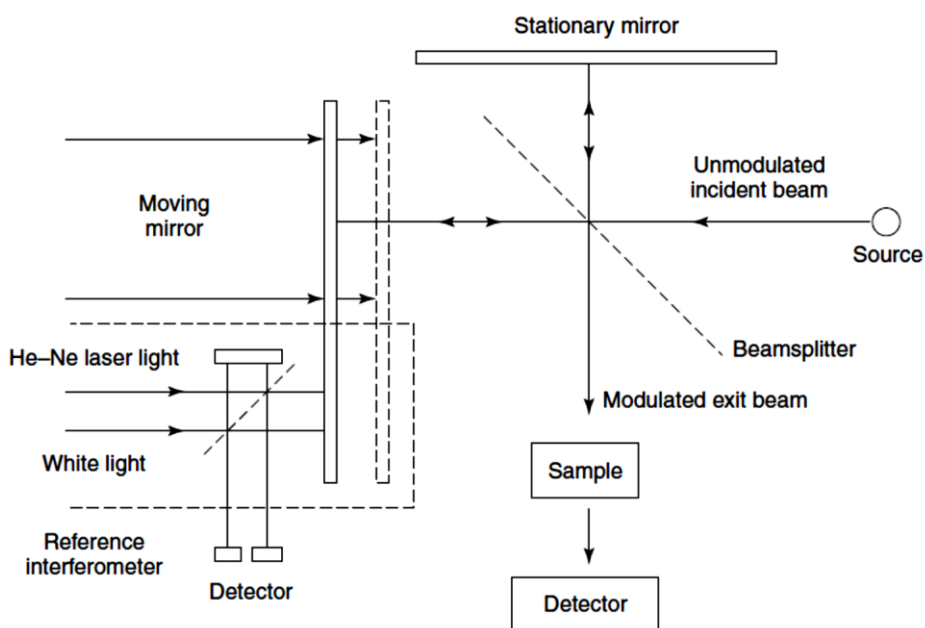 Stationary mirror
Unmodulated
incident beam
Moving
mirror
Source
He–Ne laser light
Beamsplitter
Modulated exit beam
White light
Sample
Reference
interferometer
Detector
Detector